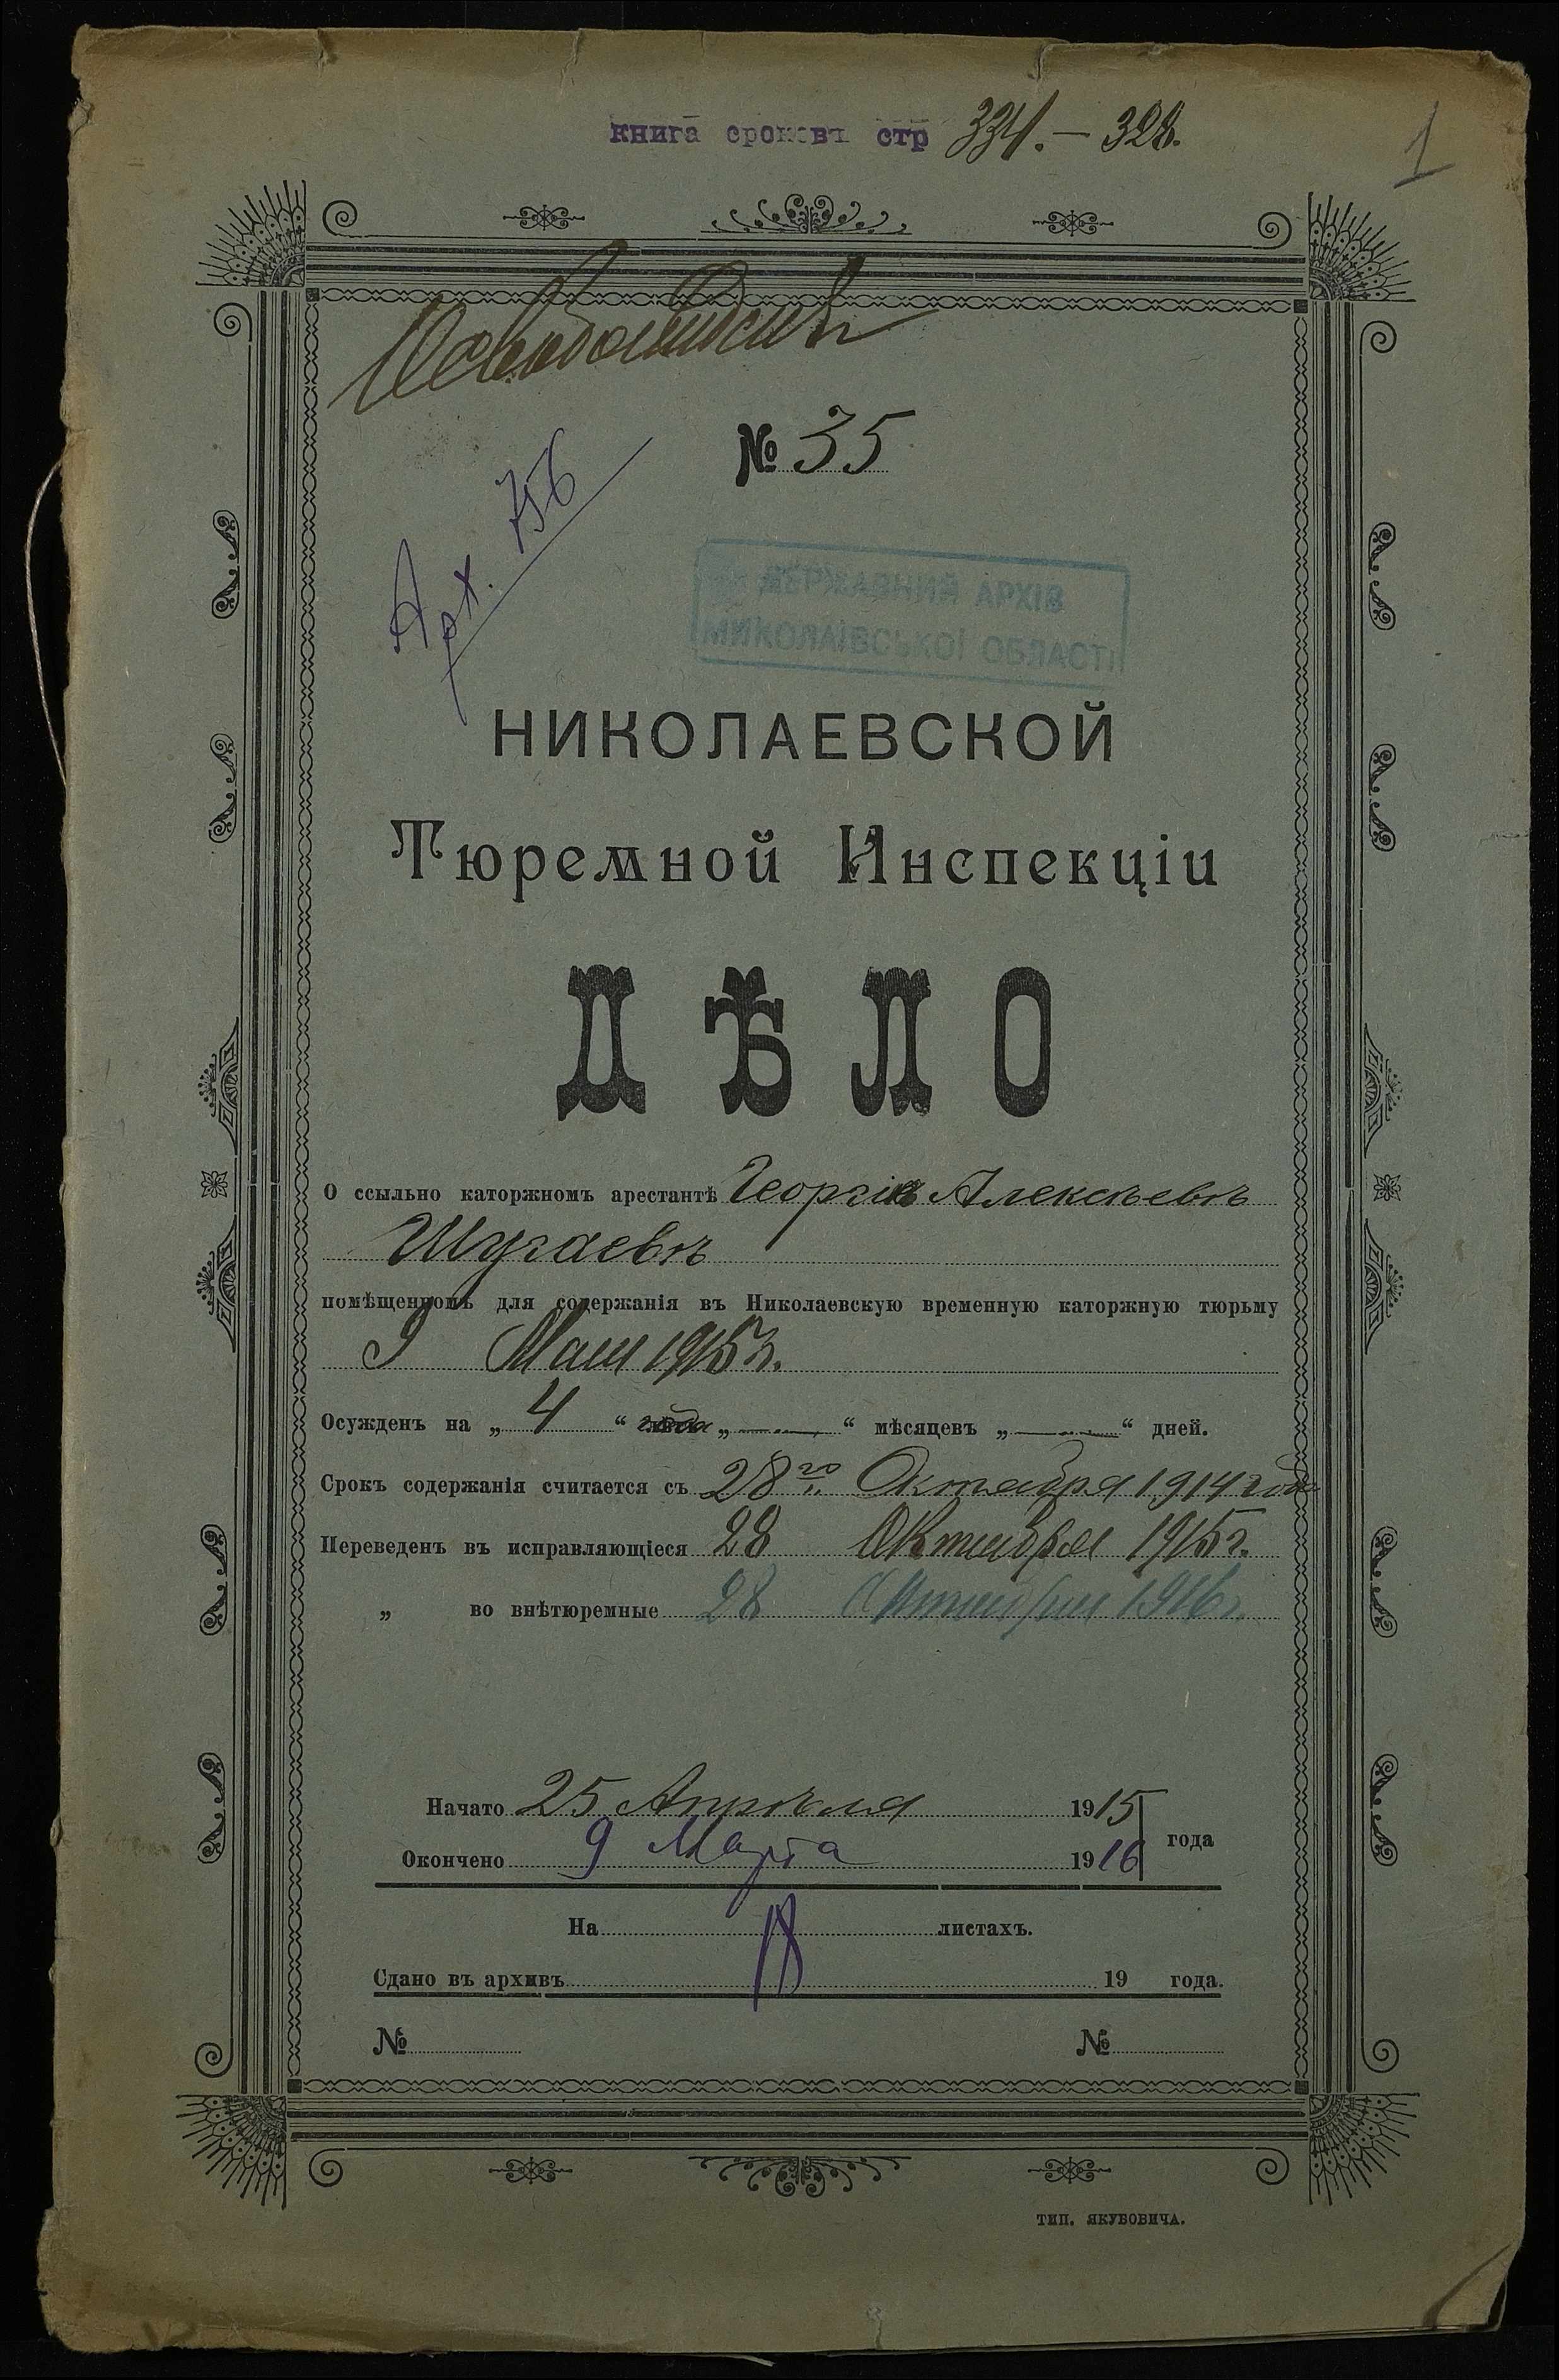 книга сроковъ стр 334. — 328.
1
№ 35
Арх. 756
ДЕРЖАВНИЙ АРХІВ
МИКОЛАЇВСЬКОЇ ОБЛАСТІ
НИКОЛАЕВСКОЙ
Тюремной Инспекціи
ДѢЛО
О ссыльно каторжномъ арестантѣ Георгіѣ Алексѣевѣ
Шугаевѣ
помѣщенномъ для содержанія въ Николаевскую временную каторжную тюрьму
9 Мая 1915 г.
Осужденъ на „ 4 “ года „ — “ мѣсяцевъ „ — “ дней.
Срокъ содержанія считается съ 28го Октября 1914 года
Переведенъ въ исправляющіеся 28 Октября 1915 г.
„ во внѣтюремные 28 Октября 1916 г.
Начато 25 Апрѣля 1915
года
Окончено 9 Марта 1916
На 18 листахъ.
Сдано въ архивъ 19 года.
№ №
ТИП. ЯКУБОВИЧА.